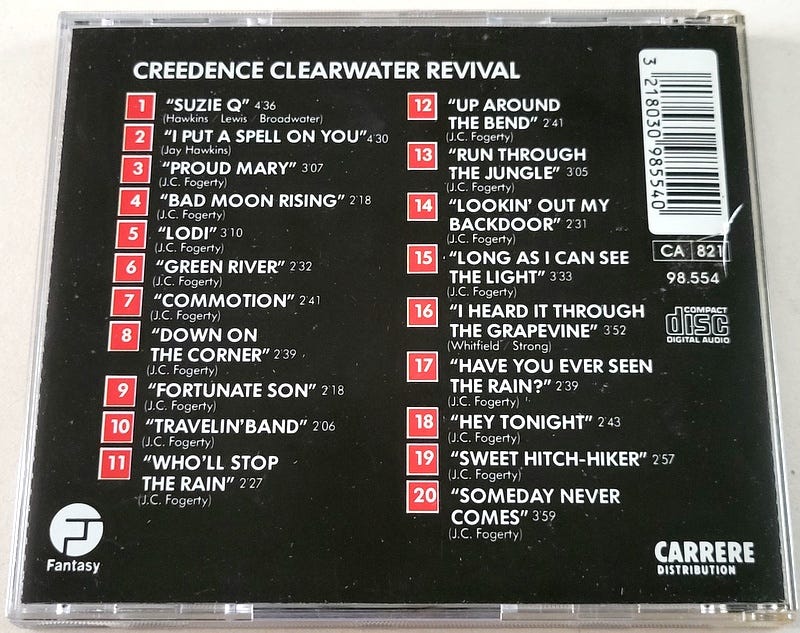 CREEDENCE CLEARWATER REVIVAL
1 "SUZIE Q" 4'36
(Hawkins / Lewis / Broadwater)
2 "I PUT A SPELL ON YOU" 4'30
(Jay Hawkins)
3 "PROUD MARY" 3'07
(J.C. Fogerty)
4 "BAD MOON RISING" 2'18
(J.C. Fogerty)
5 "LODI" 3'10
(J.C. Fogerty)
6 "GREEN RIVER" 2'32
(J.C. Fogerty)
7 "COMMOTION" 2'41
(J.C. Fogerty)
8 "DOWN ON
THE CORNER" 2'39
(J.C. Fogerty)
9 "FORTUNATE SON" 2'18
(J.C. Fogerty)
10 "TRAVELIN'BAND" 2'06
(J.C. Fogerty)
11 "WHO'LL STOP
THE RAIN" 2'27
(J.C. Fogerty)
12 "UP AROUND
THE BEND" 2'41
(J.C. Fogerty)
13 "RUN THROUGH
THE JUNGLE" 3'05
(J.C. Fogerty)
14 "LOOKIN' OUT MY
BACKDOOR" 2'31
(J.C. Fogerty)
15 "LONG AS I CAN SEE
THE LIGHT" 3'33
(J.C. Fogerty)
16 "I HEARD IT THROUGH
THE GRAPEVINE" 3'52
(Whitfield / Strong)
17 "HAVE YOU EVER SEEN
THE RAIN?" 2'39
(J.C. Fogerty)
18 "HEY TONIGHT" 2'43
(J.C. Fogerty)
19 "SWEET HITCH-HIKER" 2'57
(J.C. Fogerty)
20 "SOMEDAY NEVER
COMES" 3'59
(J.C. Fogerty)
3 218030 985540
CA 821
98.554
COMPACT
disc
DIGITAL AUDIO
Fantasy
CARRERE
DISTRIBUTION